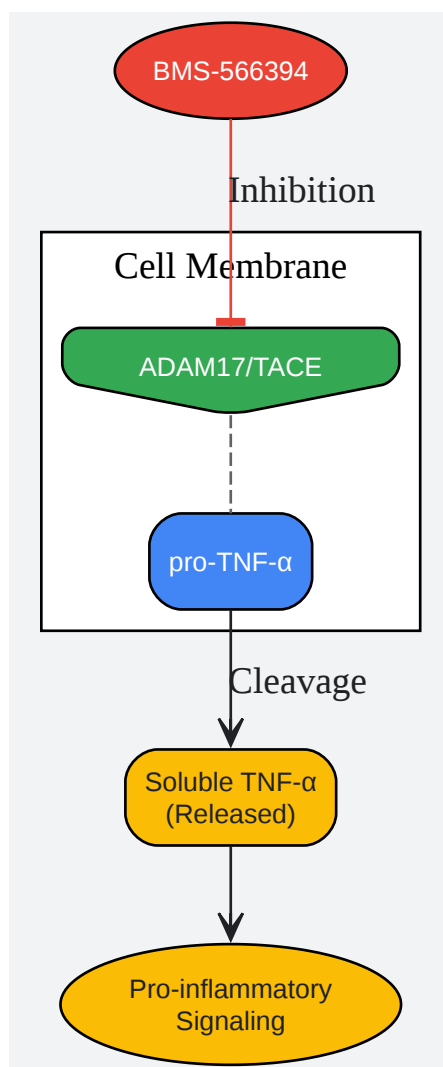 BMS-566394
Inhibition
Cell Membrane
ADAM17/TACE
pro-TNF-α
Cleavage
Soluble TNF-α
(Released)
Pro-inflammatory
Signaling